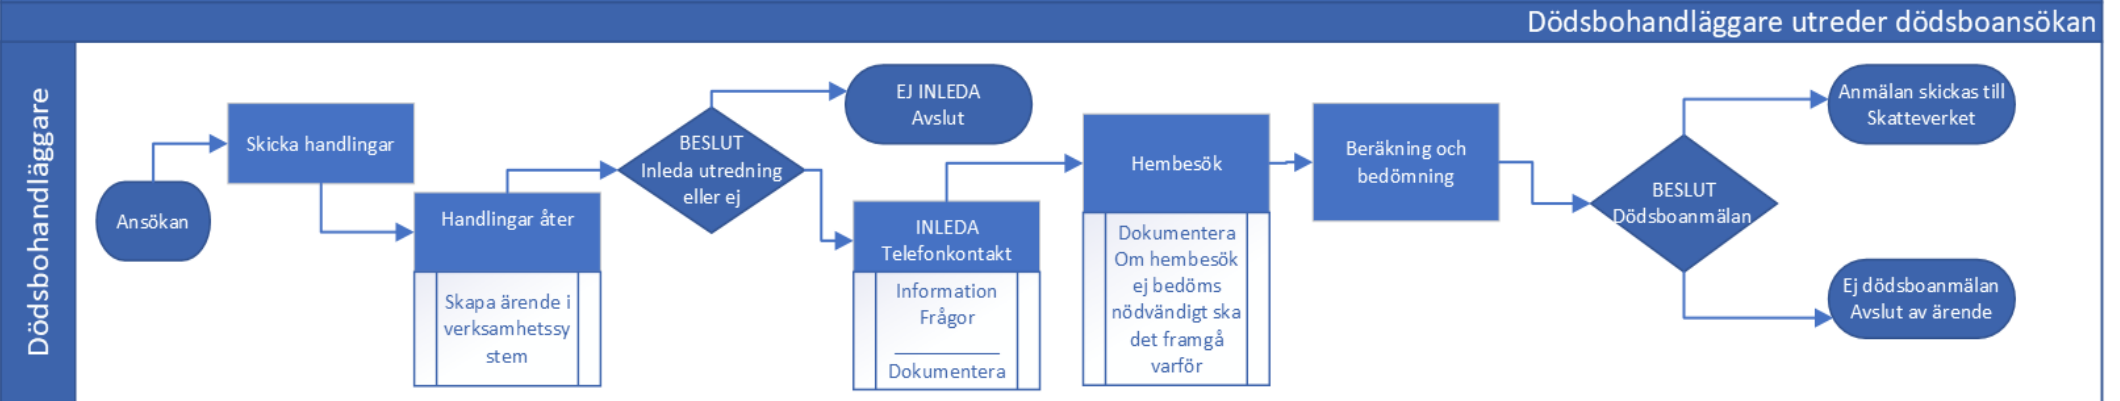 Dödsbohandläggare utreder dödsboansökan
Dödsbohandläggare
Ansökan
Skicka handlingar
Handlingar åter
Skapa ärende i
verksamhetssy
stem
BESLUT
Inleda utredning
eller ej
EJ INLEDA
Avslut
INLEDA
Telefonkontakt
Information
Frågor
Dokumentera
Hembesök
Dokumentera
Om hembesök
ej bedöms
nödvändigt ska
det framgå
varför
Beräkning och
bedömning
BESLUT
Dödsboanmälan
Anmälan skickas till
Skatteverket
Ej dödsboanmälan
Avslut av ärende